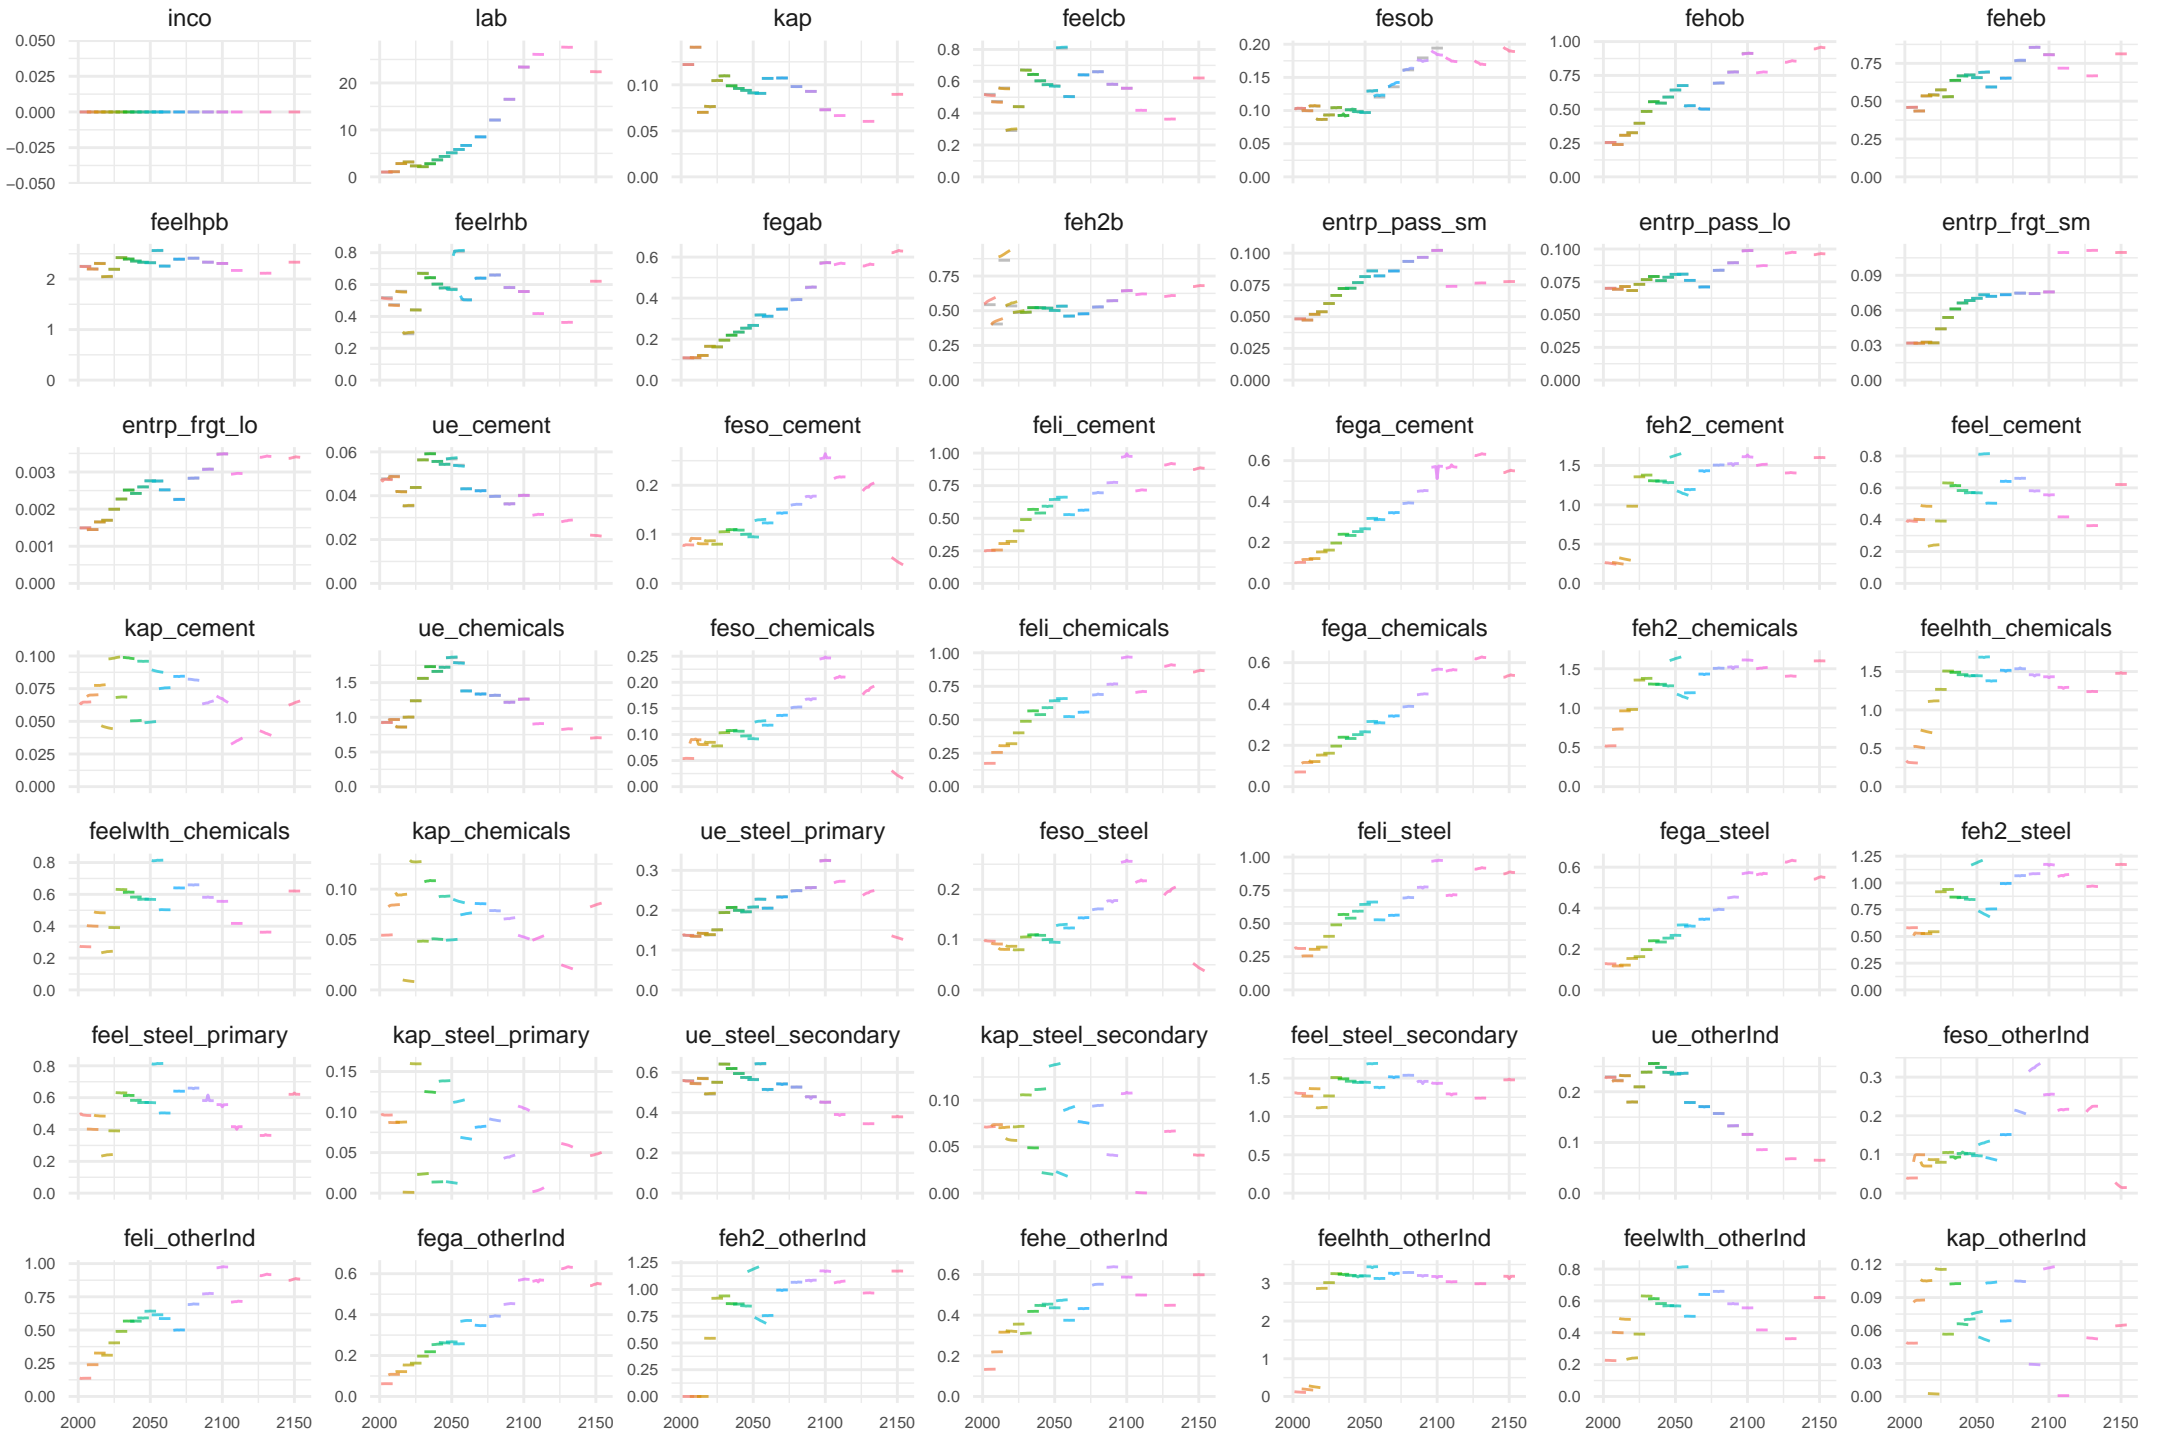 inco lab kap feelcb fesob fehob feheb
0.050 0.025 0.000 −0.025 −0.050
20 10 0
0.10 0.05 0.00
0.8 0.6 0.4 0.2 0.0
0.20 0.15 0.10 0.05 0.00
1.00 0.75 0.50 0.25 0.00
0.75 0.50 0.25 0.00
feelhpb feelrhb fegab feh2b entrp_pass_sm entrp_pass_lo entrp_frgt_sm
2 1 0
0.8 0.6 0.4 0.2 0.0
0.6 0.4 0.2 0.0
0.75 0.50 0.25 0.00
0.100 0.075 0.050 0.025 0.000
0.100 0.075 0.050 0.025 0.000
0.09 0.06 0.03 0.00
entrp_frgt_lo ue_cement feso_cement feli_cement fega_cement feh2_cement feel_cement
0.003 0.002 0.001 0.000
0.06 0.04 0.02 0.00
0.2 0.1 0.0
1.00 0.75 0.50 0.25 0.00
0.6 0.4 0.2 0.0
1.5 1.0 0.5 0.0
0.8 0.6 0.4 0.2 0.0
kap_cement ue_chemicals feso_chemicals feli_chemicals fega_chemicals feh2_chemicals feelhth_chemicals
0.100 0.075 0.050 0.025 0.000
1.5 1.0 0.5 0.0
0.25 0.20 0.15 0.10 0.05 0.00
1.00 0.75 0.50 0.25 0.00
0.6 0.4 0.2 0.0
1.5 1.0 0.5 0.0
1.5 1.0 0.5 0.0
feelwlth_chemicals kap_chemicals ue_steel_primary feso_steel feli_steel fega_steel feh2_steel
0.8 0.6 0.4 0.2 0.0
0.10 0.05 0.00
0.3 0.2 0.1 0.0
0.2 0.1 0.0
1.00 0.75 0.50 0.25 0.00
0.6 0.4 0.2 0.0
1.25 1.00 0.75 0.50 0.25 0.00
feel_steel_primary kap_steel_primary ue_steel_secondary kap_steel_secondary feel_steel_secondary ue_otherInd feso_otherInd
0.8 0.6 0.4 0.2 0.0
0.15 0.10 0.05 0.00
0.6 0.4 0.2 0.0
0.10 0.05 0.00
1.5 1.0 0.5 0.0
0.2 0.1 0.0
0.3 0.2 0.1 0.0
feli_otherInd fega_otherInd feh2_otherInd fehe_otherInd feelhth_otherInd feelwlth_otherInd kap_otherInd
1.00 0.75 0.50 0.25 0.00
0.6 0.4 0.2 0.0
1.25 1.00 0.75 0.50 0.25 0.00
0.6 0.4 0.2 0.0
3 2 1 0
0.8 0.6 0.4 0.2 0.0
0.12 0.09 0.06 0.03 0.00
2000 2050 2100 2150 2000 2050 2100 2150 2000 2050 2100 2150 2000 2050 2100 2150 2000 2050 2100 2150 2000 2050 2100 2150 2000 2050 2100 2150